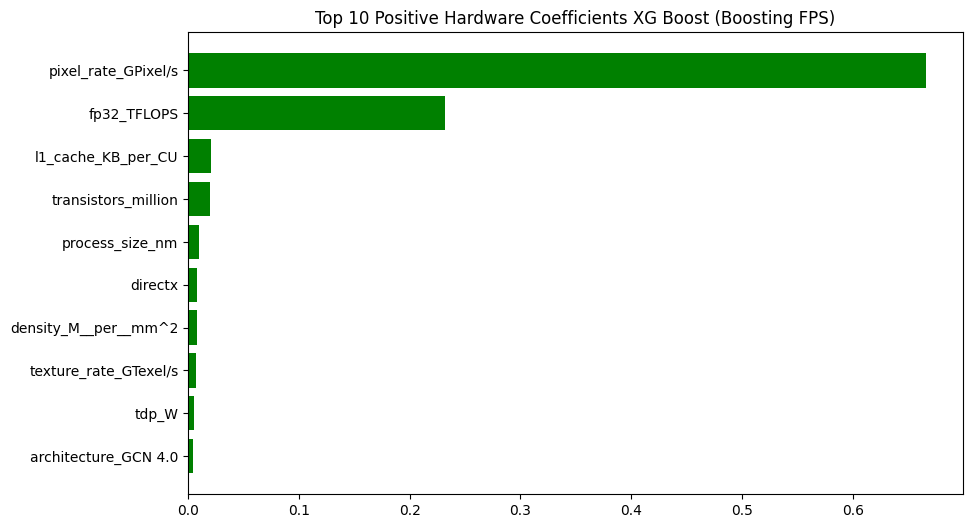 Top 10 Positive Hardware Coefficients XG Boost (Boosting FPS)
pixel_rate_GPixel/s
fp32_TFLOPS
l1_cache_KB_per_CU
transistors_million
process_size_nm
directx
density_M__per__mm^2
texture_rate_GTexel/s
tdp_W
architecture_GCN 4.0
0.0 0.1 0.2 0.3 0.4 0.5 0.6